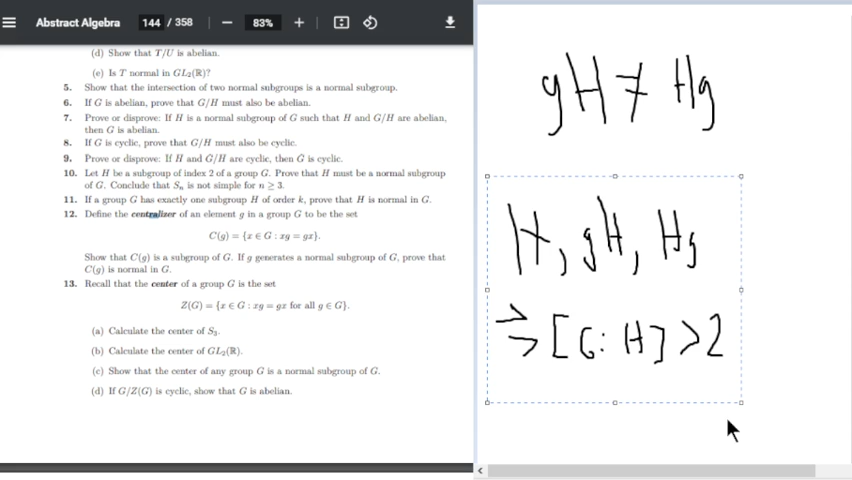 Abstract Algebra 144 / 358 83%
(d) Show that T/U is abelian.
(e) Is T normal in GL₂(ℝ)?
5. Show that the intersection of two normal subgroups is a normal subgroup.
6. If G is abelian, prove that G/H must also be abelian.
7. Prove or disprove: If H is a normal subgroup of G such that H and G/H are abelian,
then G is abelian.
8. If G is cyclic, prove that G/H must also be cyclic.
9. Prove or disprove: If H and G/H are cyclic, then G is cyclic.
10. Let H be a subgroup of index 2 of a group G. Prove that H must be a normal subgroup
of G. Conclude that Sₙ is not simple for n ≥ 3.
11. If a group G has exactly one subgroup H of order k, prove that H is normal in G.
12. Define the centralizer of an element g in a group G to be the set
C(g) = {x ∈ G : xg = gx}.
Show that C(g) is a subgroup of G. If g generates a normal subgroup of G, prove that
C(g) is normal in G.
13. Recall that the center of a group G is the set
Z(G) = {x ∈ G : xg = gx for all g ∈ G}.
(a) Calculate the center of S₃.
(b) Calculate the center of GL₂(ℝ).
(c) Show that the center of any group G is a normal subgroup of G.
(d) If G/Z(G) is cyclic, show that G is abelian.
gH ≠ Hg
H, gH, Hg
⇒ [G: H] > 2